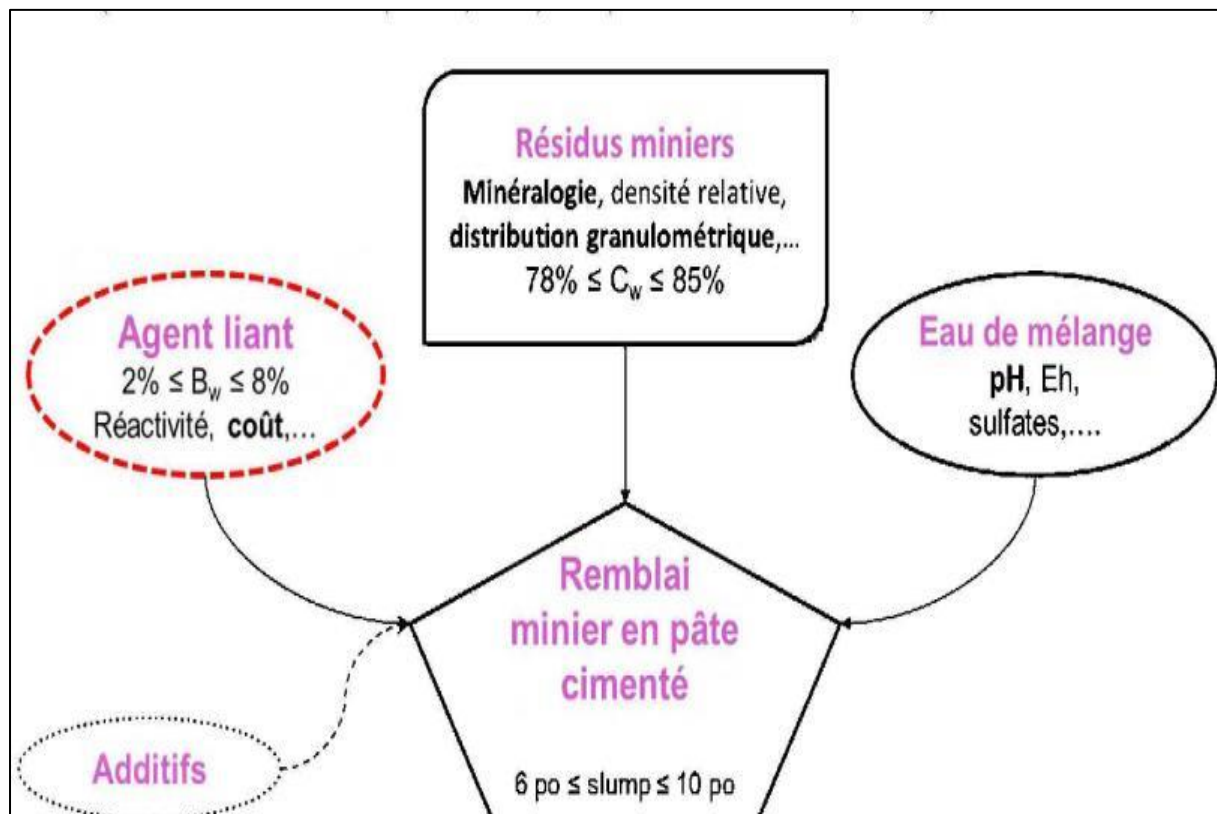 Résidus miniers
Minéralogie, densité relative,
distribution granulométrique,...
78% ≤ Cw ≤ 85%
Agent liant
2% ≤ Bw ≤ 8%
Réactivité, coût,...
Eau de mélange
pH, Eh,
sulfates,....
Remblai
minier en pâte
cimenté
6 po ≤ slump ≤ 10 po
Additifs